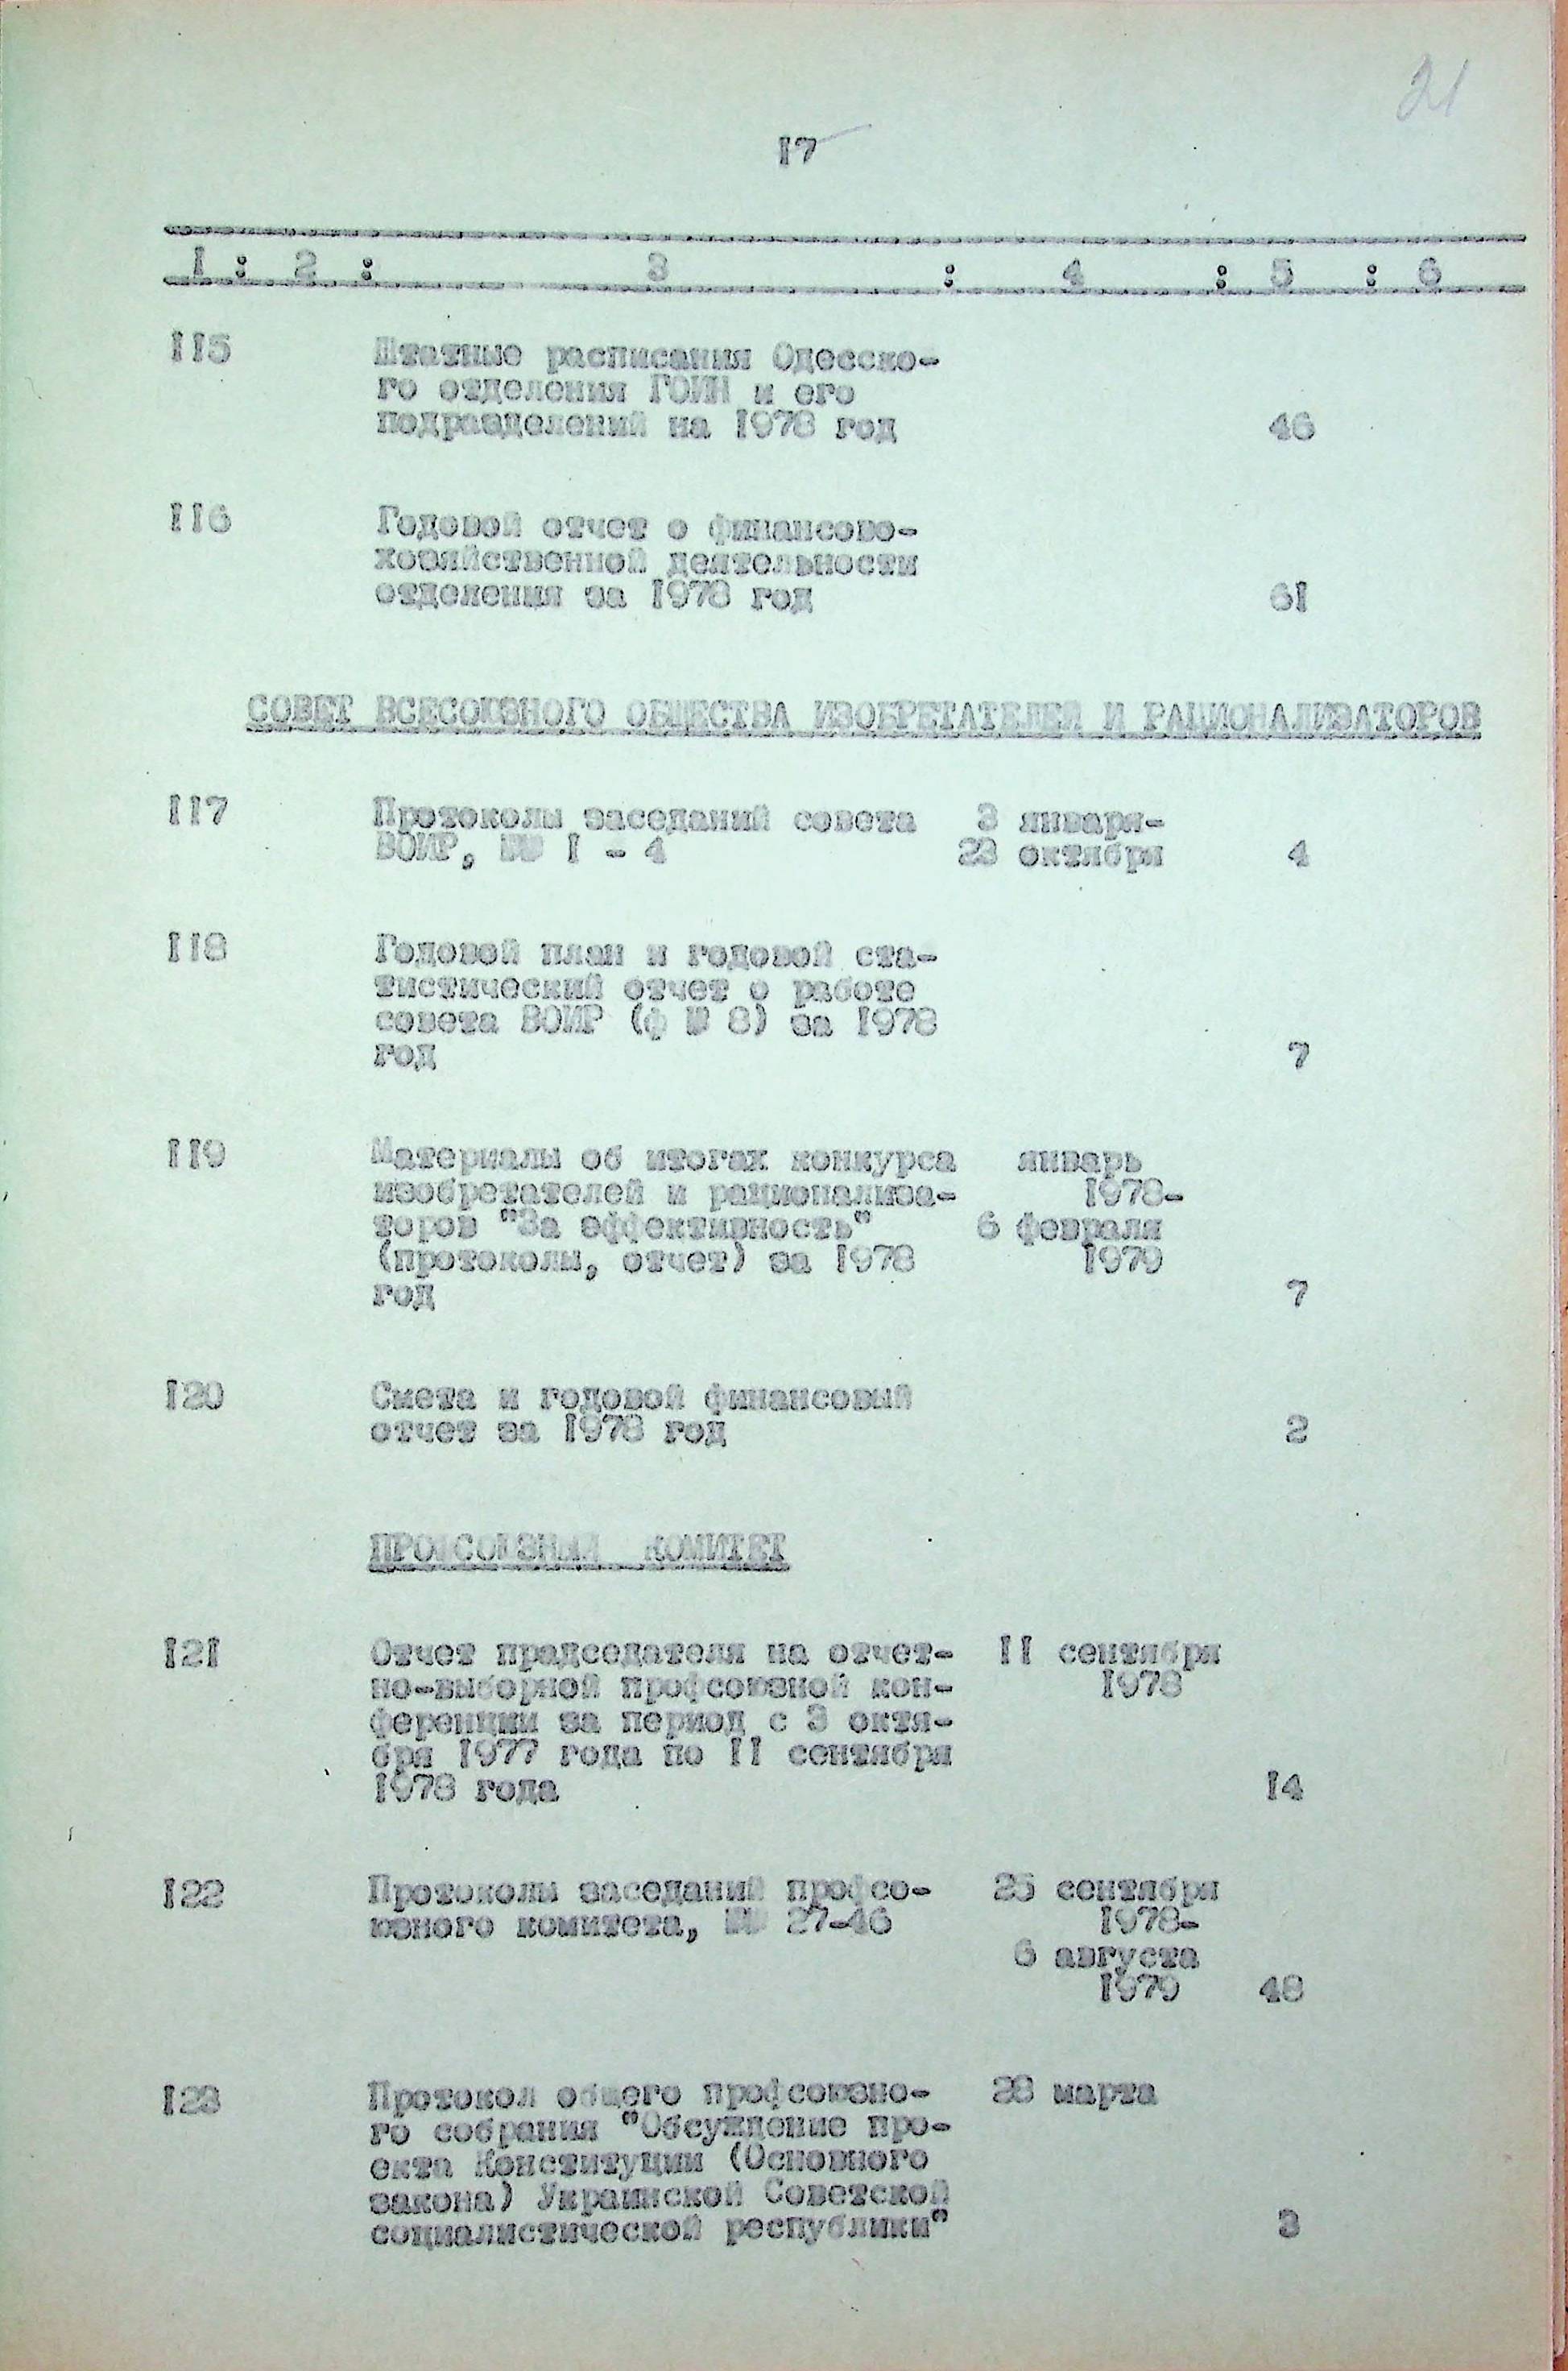 21
17
1 : 2 : 3 : 4 : 5 : 6
115 Штатные расписания Одесско-
го отделения ГОИН и его
подразделений на 1978 год 46
116 Годовой отчет о финансово-
хозяйственной деятельности
отделения за 1978 год 61
СОВЕТ ВСЕСОЮЗНОГО ОБЩЕСТВА ИЗОБРЕТАТЕЛЕЙ И РАЦИОНАЛИЗАТОРОВ
117 Протоколы заседаний совета 3 января-
ВОИР, №№ 1 - 4 23 октября 4
118 Годовой план и годовой ста-
тистический отчет о работе
совета ВОИР (ф № 8) за 1978
год 7
119 Материалы об итогах конкурса январь
изобретателей и рационализа- 1978-
торов "За эффективность" 6 февраля
(протоколы, отчет) за 1978 1979
год 7
120 Смета и годовой финансовый
отчет за 1978 год 2
ПРОФСОЮЗНЫЙ КОМИТЕТ
121 Отчет прадседателя на отчет- 11 сентября
но-выборной профсоюзной кон- 1978
ференции за период с 3 октя-
бря 1977 года по 11 сентября
1978 года 14
122 Протоколы заседаний профсо- 25 сентября
юзного комитета, №№ 27-46 1978-
6 августа
1979 48
123 Протокол общего профсоюзно- 28 марта
го собрания "Обсуждение про-
екта Конституции (Основного
закона) Украинской Советской
социалистической республики" 3